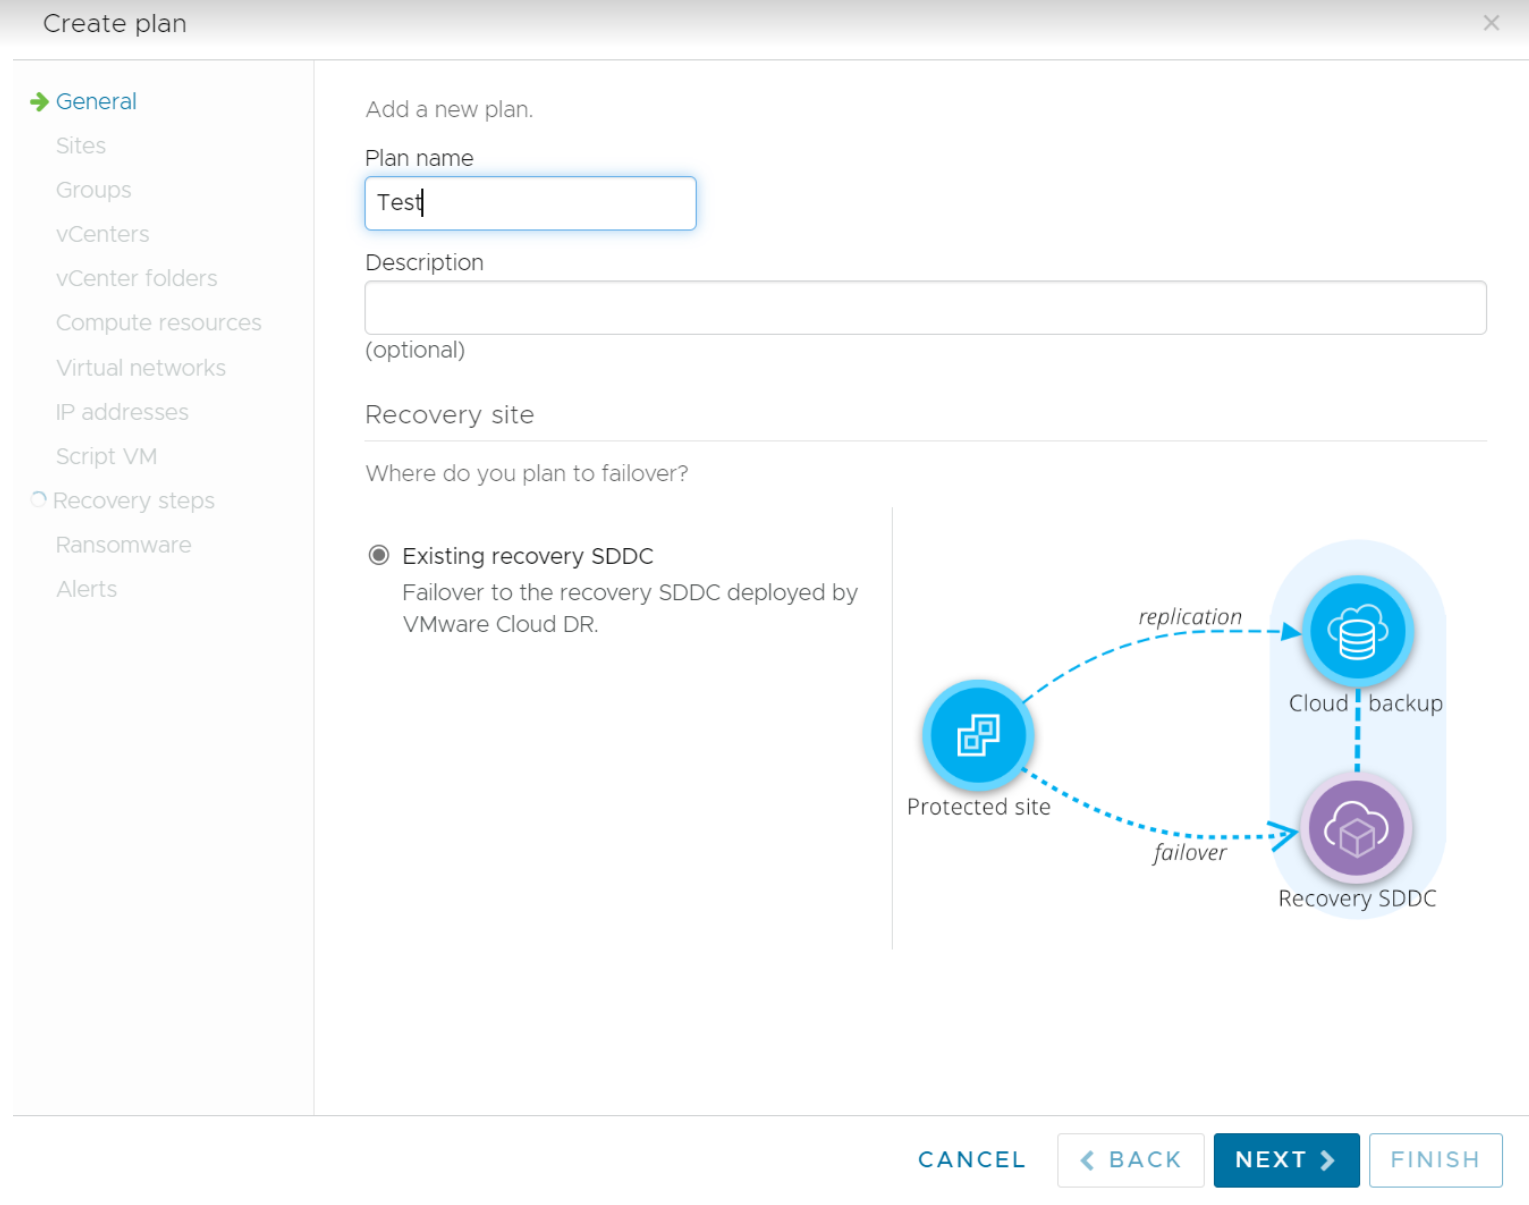 Create plan
General
Sites
Groups
vCenters
vCenter folders
Compute resources
Virtual networks
IP addresses
Script VM
Recovery steps
Ransomware
Alerts
Add a new plan.
Plan name
Test
Description
(optional)
Recovery site
Where do you plan to failover?
Existing recovery SDDC
Failover to the recovery SDDC deployed by
VMware Cloud DR.
replication
Cloud backup
Protected site
failover
Recovery SDDC
CANCEL
BACK
NEXT
FINISH